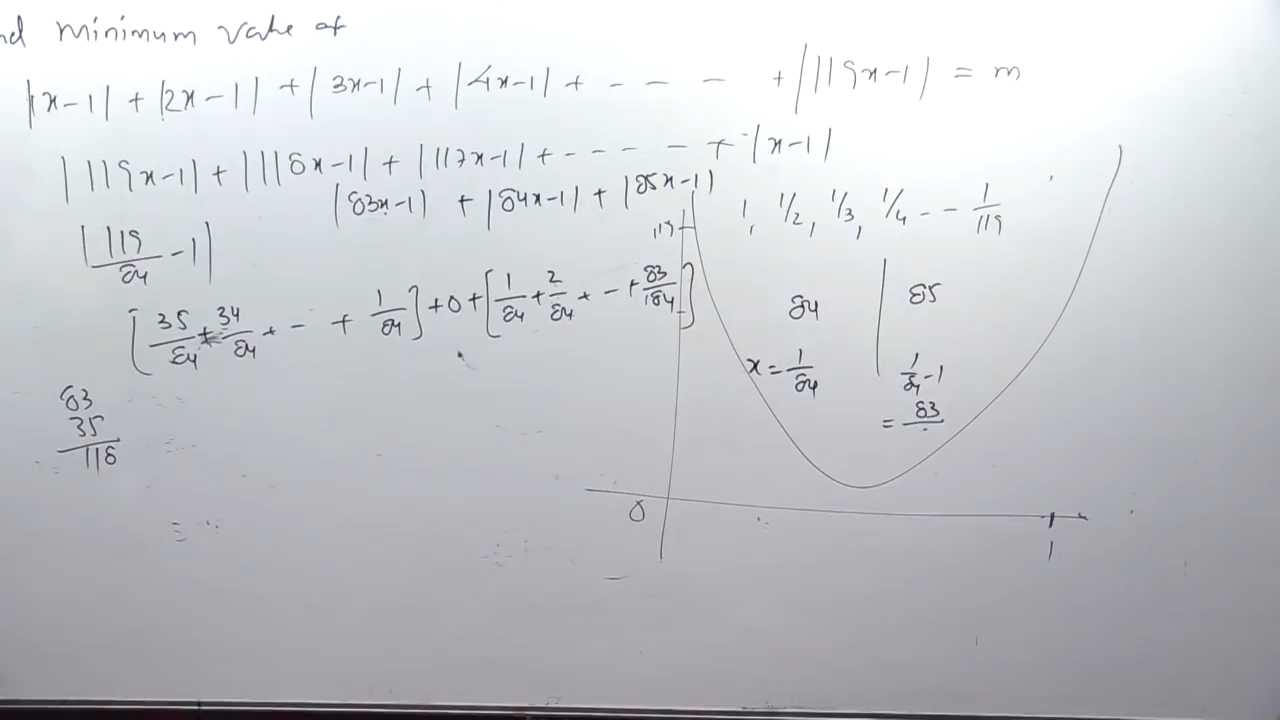 nd minimum value of
|1x-1| + |2x-1| + |3x-1| + |4x-1| + - - - + |119x-1| = m
|119x-1| + |118x-1| + |117x-1| + - - - - - + |x-1|
|83x-1| + |84x-1| + |85x-1|
1, 1/2, 1/3, 1/4 - - 1/119
|119/84 - 1|
119
[35/84 + 34/84 + - - + 1/84] + 0 + [1/84 + 2/84 + - - + 83/184]
84 | 85
x = 1/84
1/84 - 1
= 83/
83
35
118
0
1